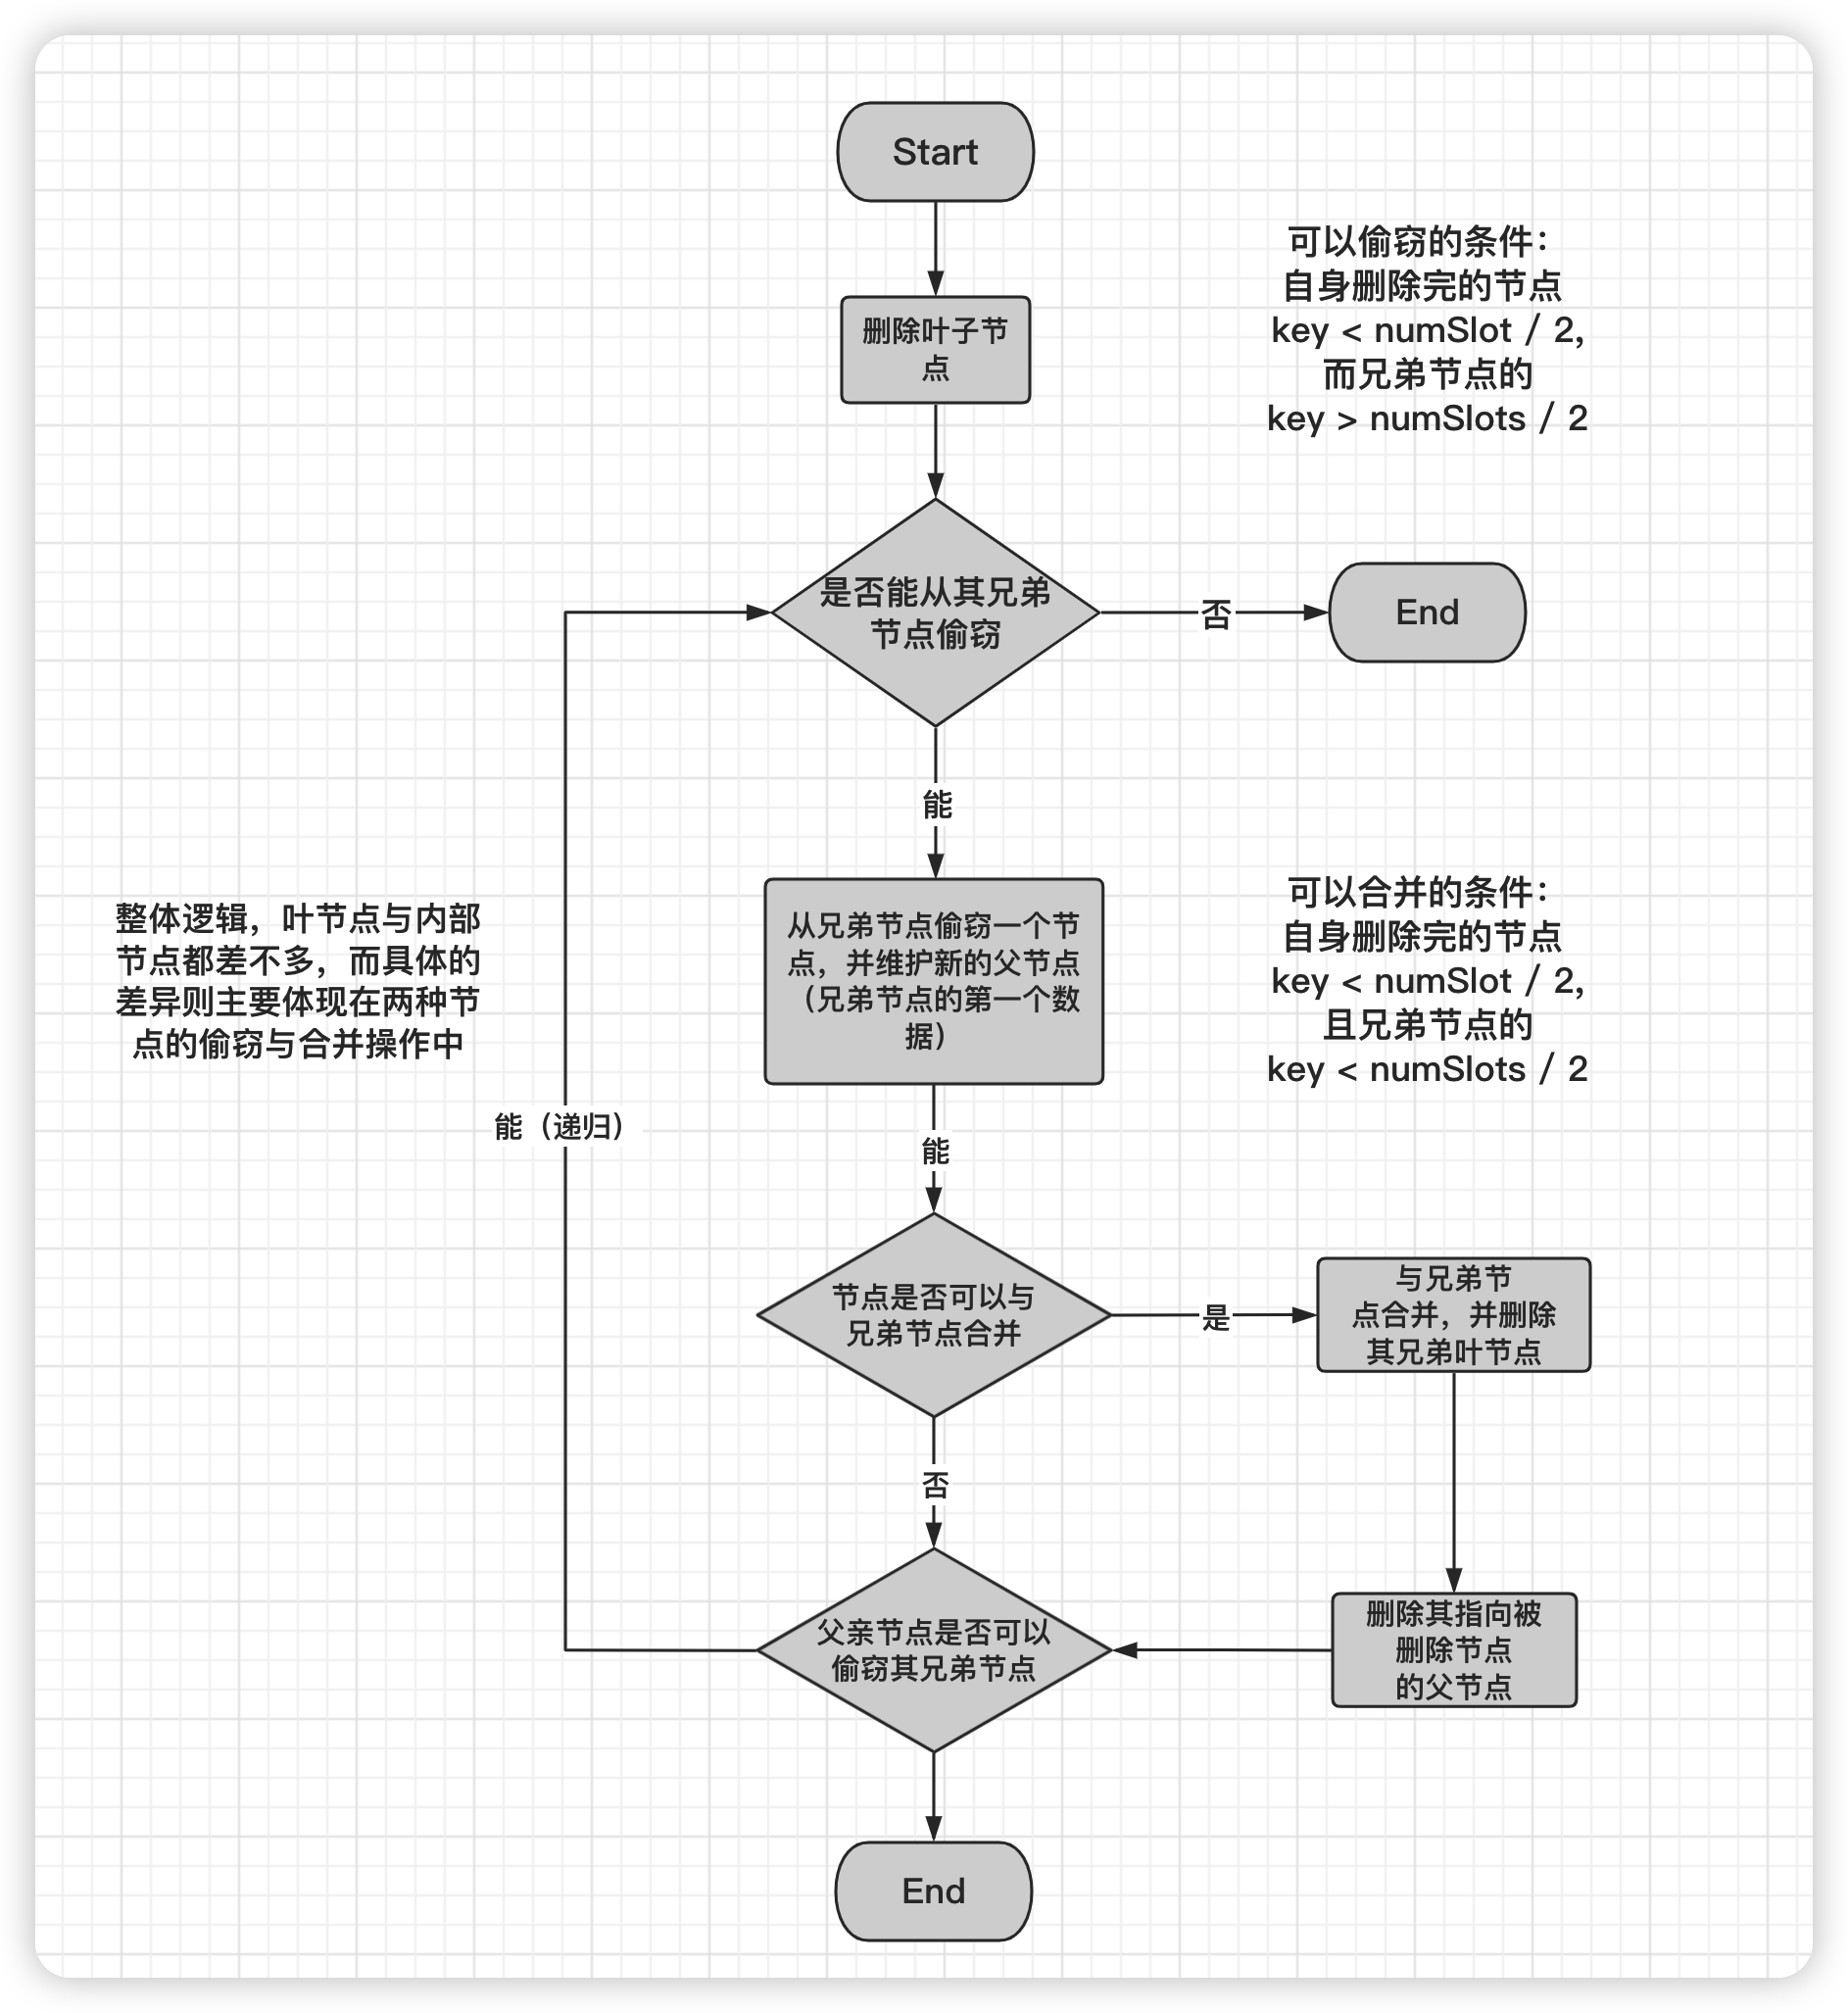 Start
可以偷窃的条件：
自身删除完的节点
key < numSlot / 2，
而兄弟节点的
key > numSlots / 2
删除叶子节
点
是否能从其兄弟
节点偷窃
否
End
能
从兄弟节点偷窃一个节
点，并维护新的父节点
（兄弟节点的第一个数
据）
可以合并的条件：
自身删除完的节点
key < numSlot / 2，
且兄弟节点的
key < numSlots / 2
整体逻辑，叶节点与内部
节点都差不多，而具体的
差异则主要体现在两种节
点的偷窃与合并操作中
能（递归）
能
节点是否可以与
兄弟节点合并
是
与兄弟节
点合并，并删除
其兄弟叶节点
否
父亲节点是否可以
偷窃其兄弟节点
删除其指向被
删除节点
的父节点
End